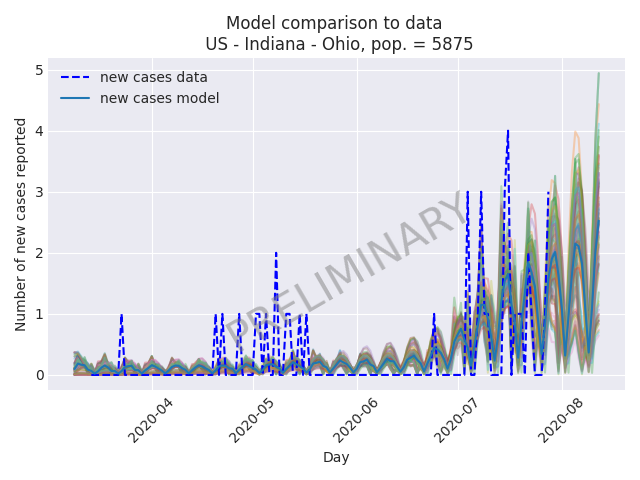 Model comparison to data
US - Indiana - Ohio, pop. = 5875
new cases data
new cases model
Number of new cases reported
5
4
3
2
1
0
PRELIMINARY
2020-04
2020-05
2020-06
2020-07
2020-08
Day